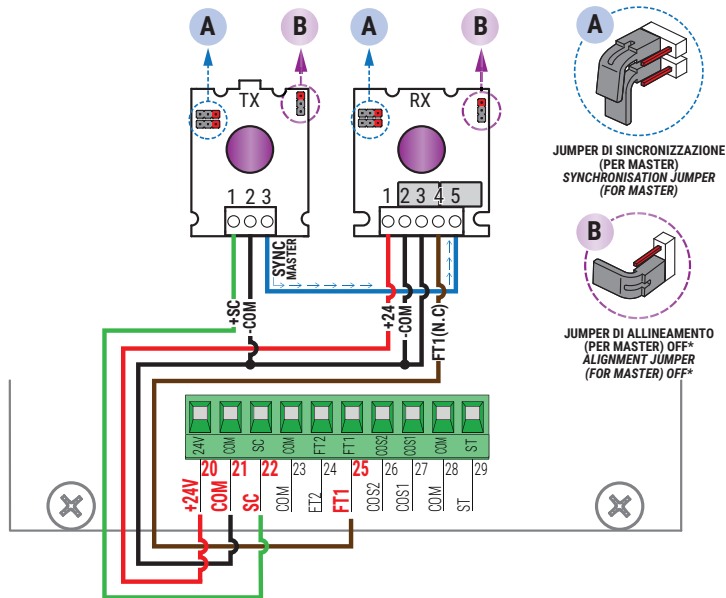 A
B
A
B
A
TX
RX
1 2 3
1 2 3 4 5
SYNC
MASTER
+SC
-COM
+24
-COM
FT1(N.C)
JUMPER DI SINCRONIZZAZIONE
(PER MASTER)
SYNCHRONISATION JUMPER
(FOR MASTER)
B
JUMPER DI ALLINEAMENTO
(PER MASTER) OFF*
ALIGNMENT JUMPER
(FOR MASTER) OFF*
24V COM SC COM FT2 FT1 COS2 COS1 COM ST
20 21 22 23 24 25 26 27 28 29
+24V COM SC COM FT2 FT1 COS2 COS1 COM ST